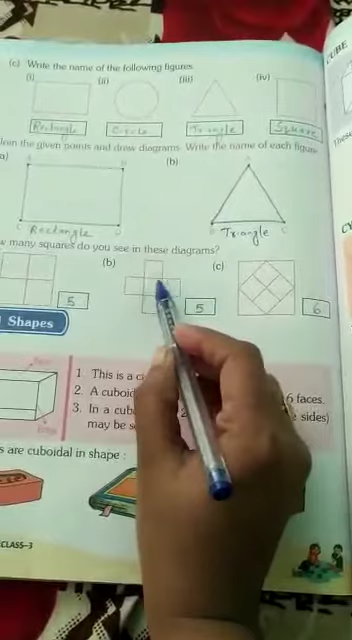 (c) Write the name of the following figures
(i) (ii) (iii) (iv)
Rectangle Circle Triangle Square
the given points and draw diagrams. Write the name of each figure
a) (b)
Rectangle Triangle
w many squares do you see in these diagrams?
(b) (c)
5 5 6
Shapes
1. This is a c
2. A cuboid 6 faces.
3. In a cub 2 sides)
may be s
s are cuboidal in shape :
CLASS–3
CUBE
These
CY